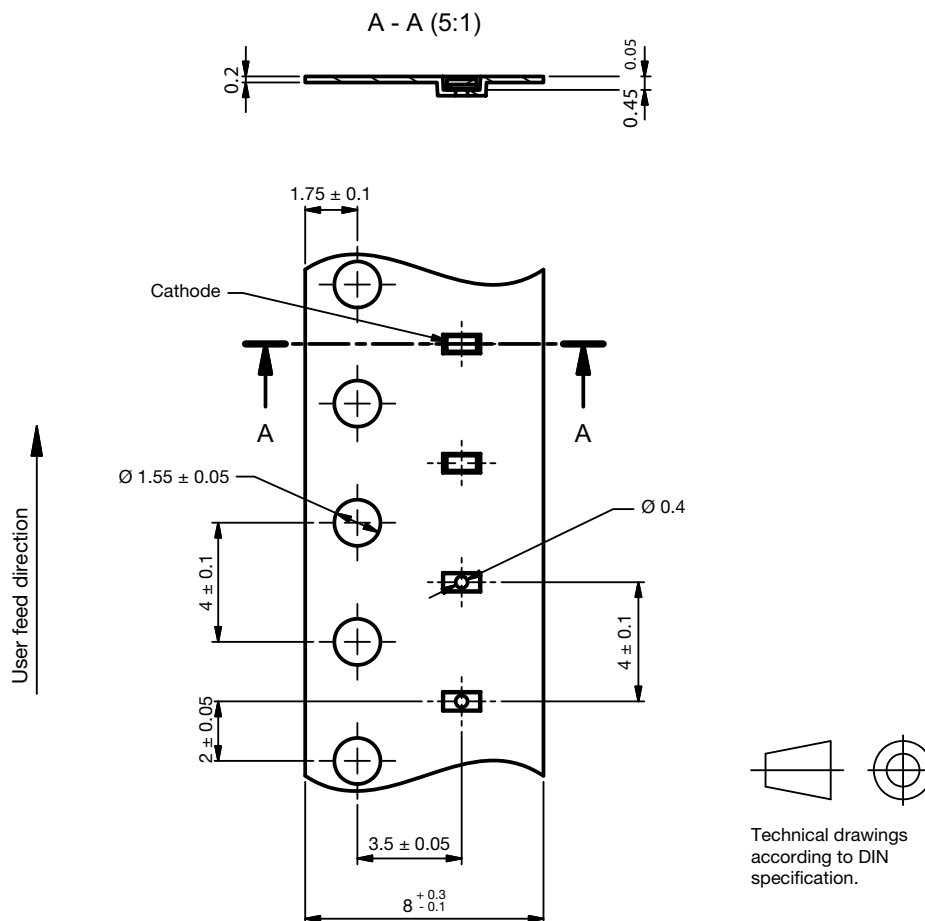 A - A (5:1)
0.2
0.05
0.45
1.75 ± 0.1
Cathode
A
A
Ø 1.55 ± 0.05
Ø 0.4
User feed direction
4 ± 0.1
4 ± 0.1
2 ± 0.05
3.5 ± 0.05
8 + 0.3
- 0.1
Technical drawings
according to DIN
specification.